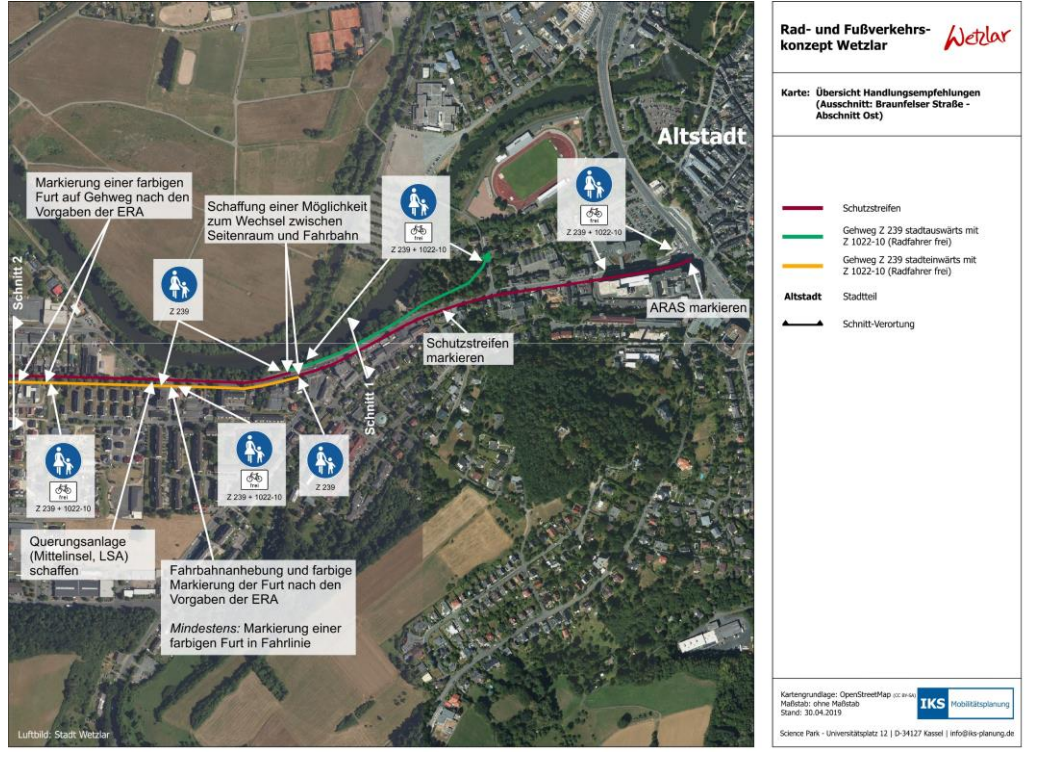 Altstadt
Markierung einer farbigen
Furt auf Gehweg nach den
Vorgaben der ERA
Schaffung einer Möglichkeit
zum Wechsel zwischen
Seitenraum und Fahrbahn
frei
Z 239 + 1022-10
frei
Z 239 + 1022-10
Schnitt 2
Z 239
ARAS markieren
Schutzstreifen
markieren
Schnitt 1
frei
Z 239 + 1022-10
frei
Z 239 + 1022-10
Z 239
Querungsanlage
(Mittelinsel, LSA)
schaffen
Fahrbahnanhebung und farbige
Markierung der Furt nach den
Vorgaben der ERA
Mindestens: Markierung einer
farbigen Furt in Fahrlinie
Luftbild: Stadt Wetzlar
Rad- und Fußverkehrs-
konzept Wetzlar
Wetzlar
Karte: Übersicht Handlungsempfehlungen
(Ausschnitt: Braunfelser Straße -
Abschnitt Ost)
Schutzstreifen
Gehweg Z 239 stadtauswärts mit
Z 1022-10 (Radfahrer frei)
Gehweg Z 239 stadteinwärts mit
Z 1022-10 (Radfahrer frei)
Altstadt Stadtteil
Schnitt-Verortung
Kartengrundlage: OpenStreetMap (CC BY-SA)
Maßstab: ohne Maßstab
Stand: 30.04.2019
IKS Mobilitätsplanung
Science Park - Universitätsplatz 12 | D-34127 Kassel | info@iks-planung.de